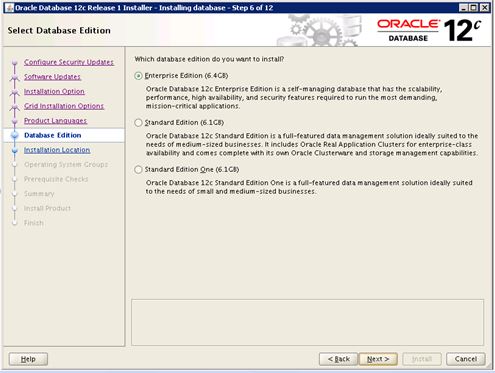 Oracle Database 12c Release 1 Installer - Installing database - Step 6 of 12
Select Database Edition
ORACLE
DATABASE
12c
Configure Security Updates
Software Updates
Installation Option
Grid Installation Options
Product Languages
Database Edition
Installation Location
Operating System Groups
Prerequisite Checks
Summary
Install Product
Finish
Which database edition do you want to install?
Enterprise Edition (6.4GB)
Oracle Database 12c Enterprise Edition is a self-managing database that has the scalability,
performance, high availability, and security features required to run the most demanding,
mission-critical applications.
Standard Edition (6.1GB)
Oracle Database 12c Standard Edition is a full-featured data management solution ideally suited to the
needs of medium-sized businesses. It includes Oracle Real Application Clusters for enterprise-class
availability and comes complete with its own Oracle Clusterware and storage management capabilities.
Standard Edition One (6.1GB)
Oracle Database 12c Standard Edition One is a full-featured data management solution ideally suited
to the needs of small and medium-sized businesses.
Help
< Back
Next >
Install
Cancel